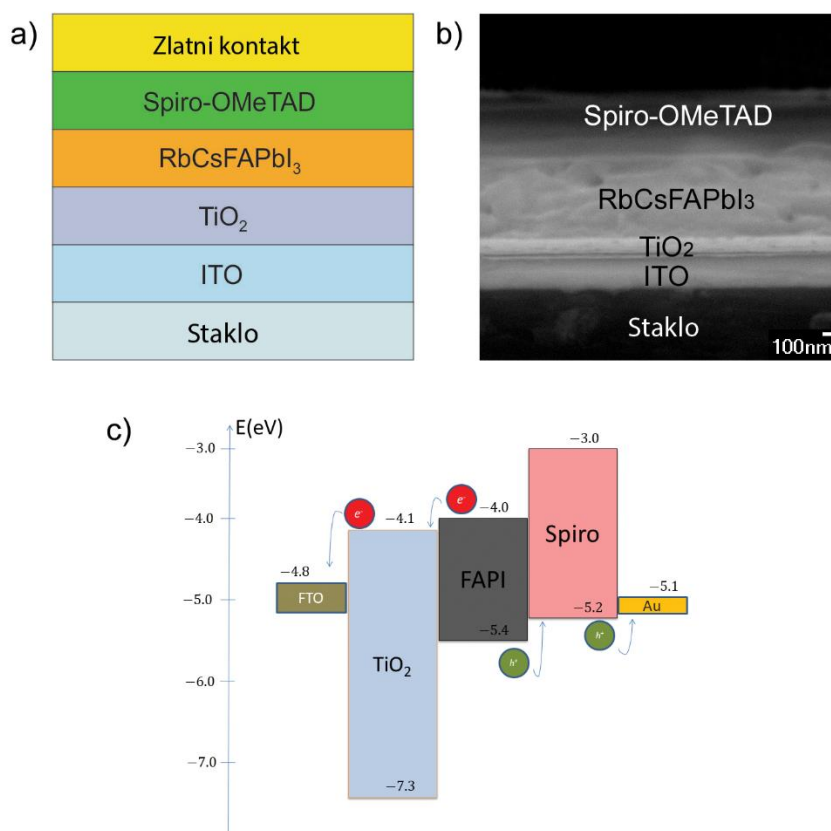 a)
Zlatni kontakt
Spiro-OMeTAD
RbCsFAPbI₃
TiO₂
ITO
Staklo
b)
Spiro-OMeTAD
RbCsFAPbI₃
TiO₂
ITO
Staklo
100nm
c)
E(eV)
−3.0
−4.0
−5.0
−6.0
−7.0
−4.8
FTO
e⁻
−4.1
TiO₂
−7.3
e⁻
−4.0
FAPI
−5.4
h⁺
−3.0
Spiro
−5.2
h⁺
−5.1
Au